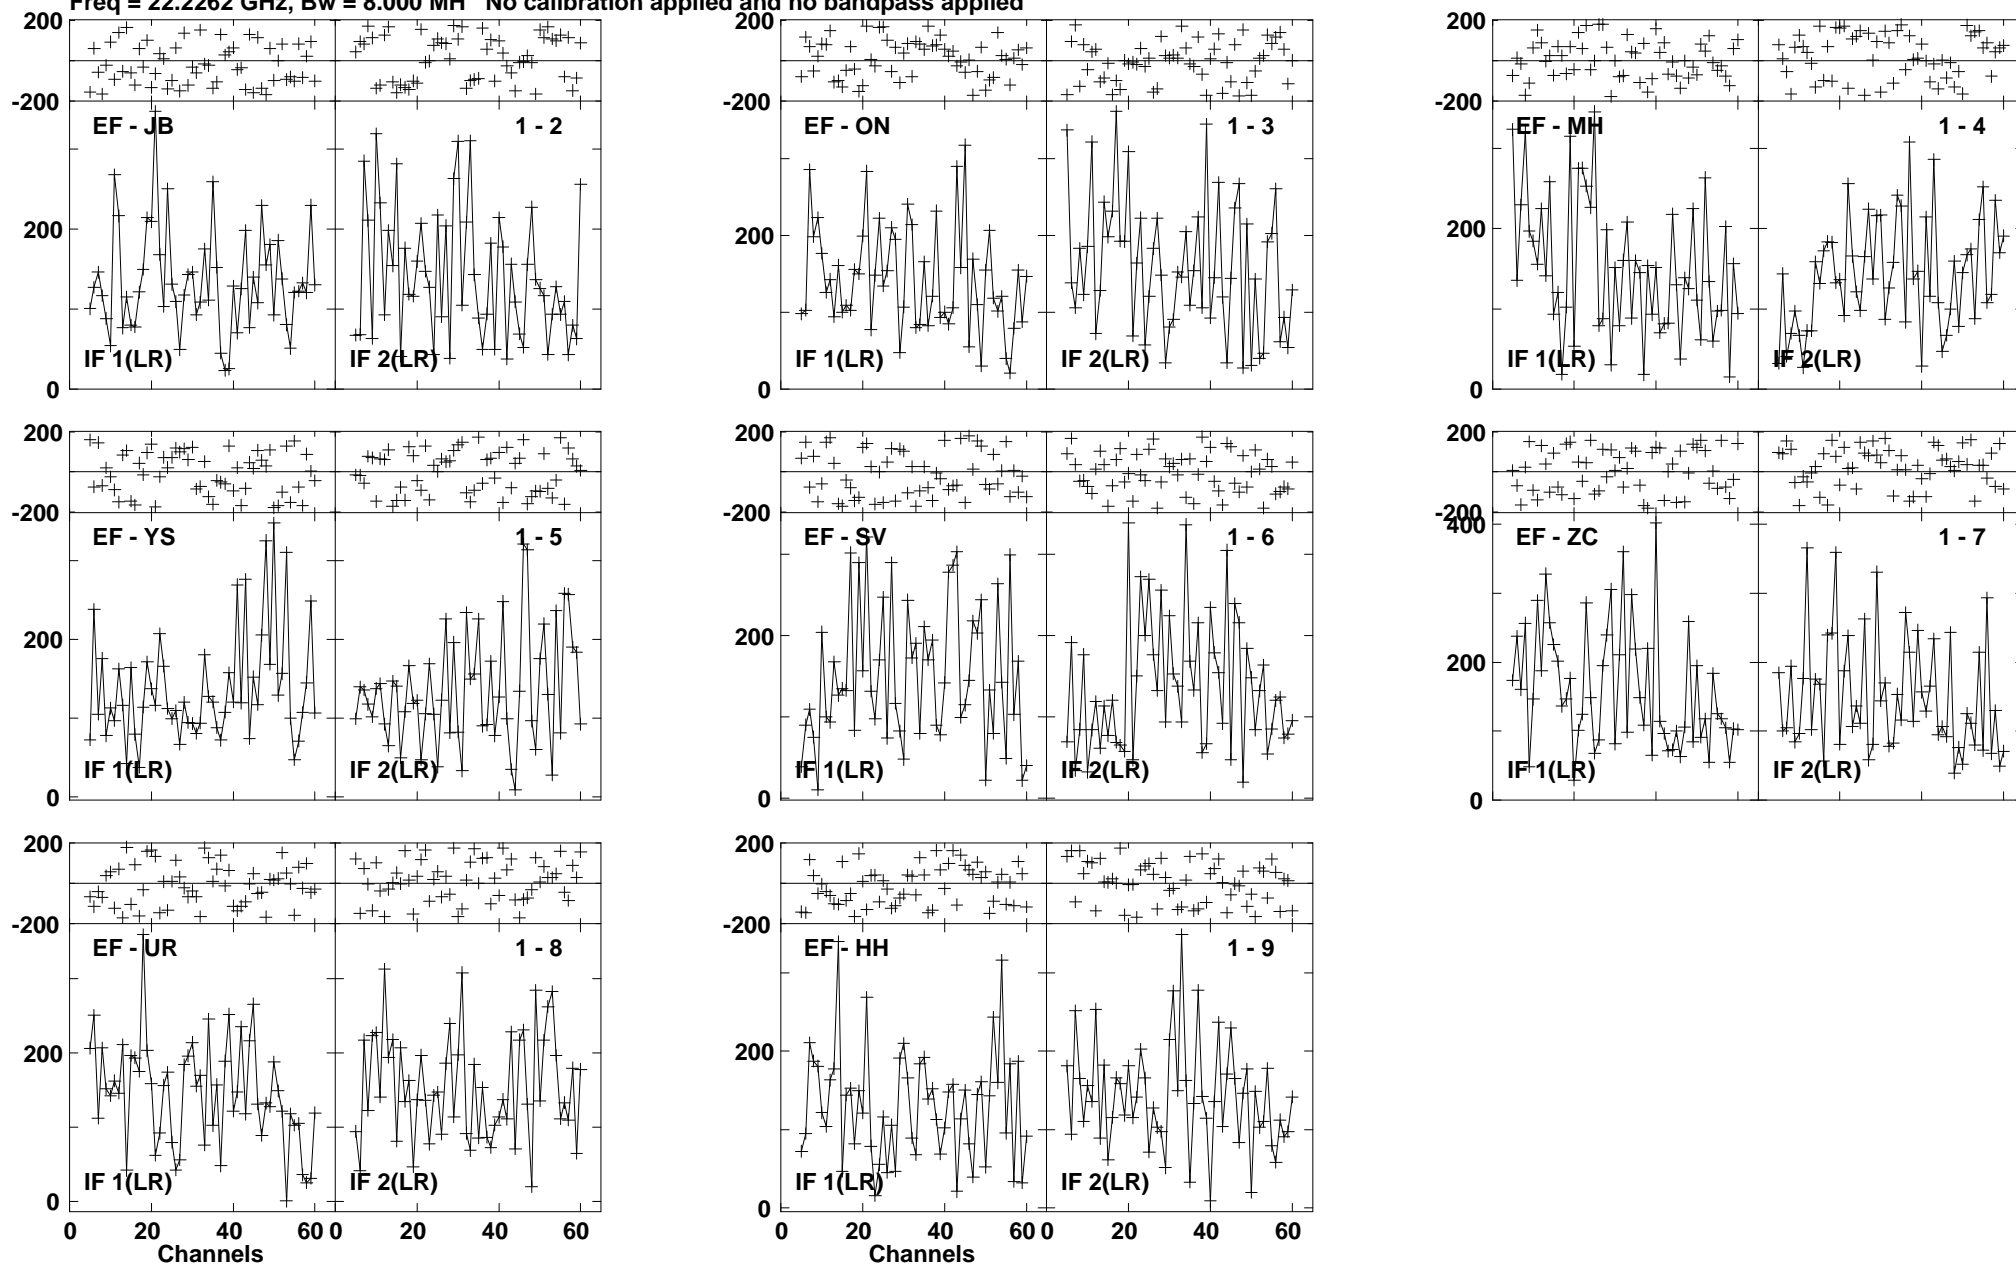 Freq = 22.2262 GHz, Bw = 8.000 MH No calibration applied and no bandpass applied
200 200 200
-200 -200 -200
EF - JB 1 - 2 EF - ON 1 - 3 EF - MH 1 - 4
200 200 200
IF 1(LR) IF 2(LR) IF 1(LR) IF 2(LR) IF 1(LR) IF 2(LR)
0 0 0
200 200 200
-200 -200 -200
400
EF - YS 1 - 5 EF - SV 1 - 6 EF - ZC 1 - 7
200 200 200
IF 1(LR) IF 2(LR) IF 1(LR) IF 2(LR) IF 1(LR) IF 2(LR)
0 0 0
200 200
-200 -200
EF - UR 1 - 8 EF - HH 1 - 9
200 200
IF 1(LR) IF 2(LR) IF 1(LR) IF 2(LR)
0 0
0 20 40 60 0 20 40 60 0 20 40 60 0 20 40 60
Channels Channels